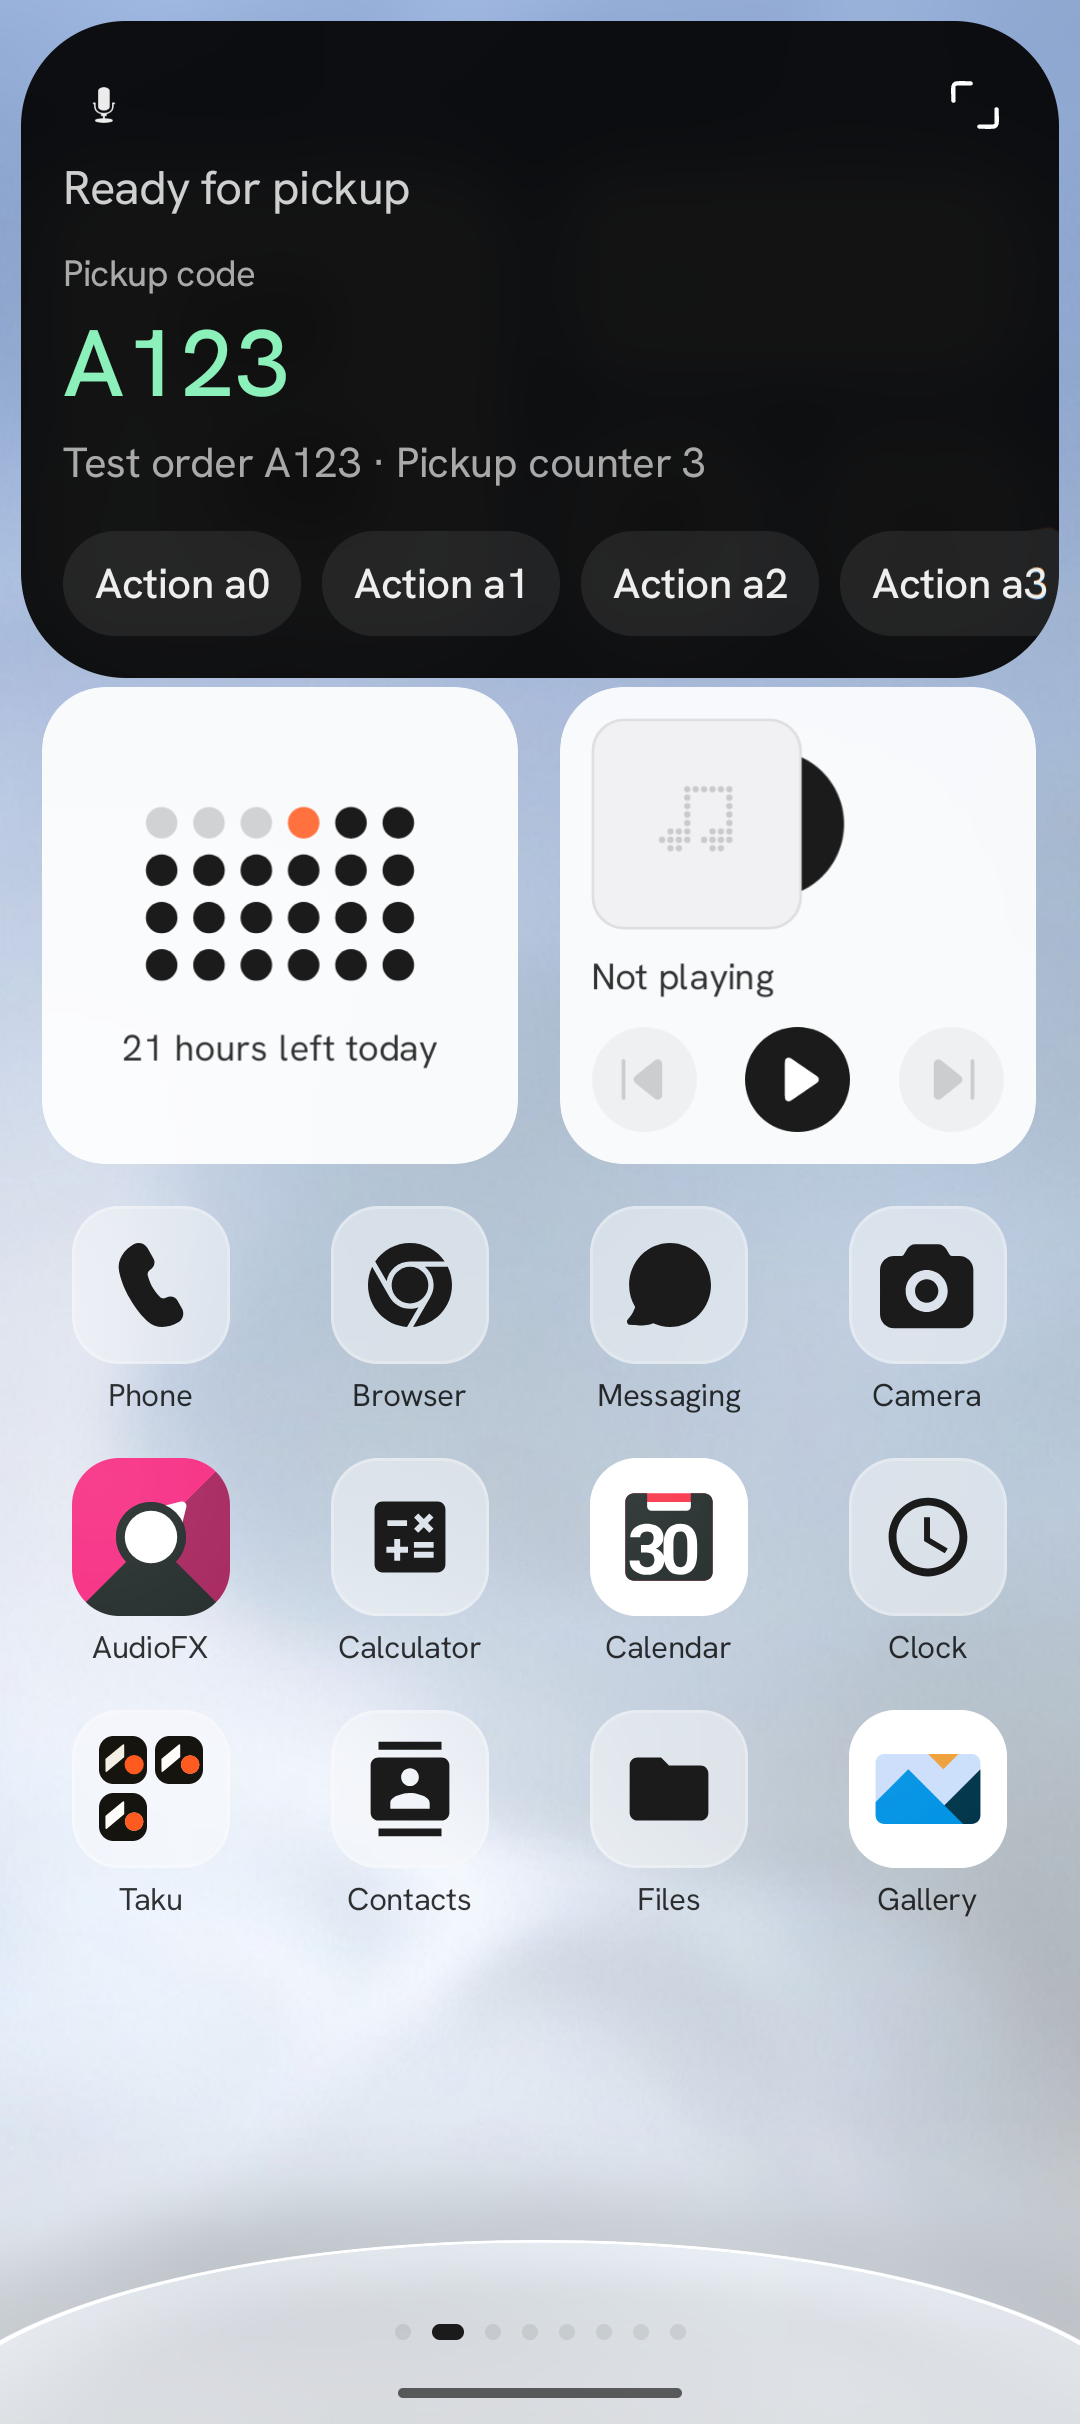 Ready for pickup
Pickup code
A123
Test order A123 · Pickup counter 3
Action a0
Action a1
Action a2
Action a3
21 hours left today
Not playing
Phone
Browser
Messaging
Camera
AudioFX
Calculator
30
Calendar
Clock
Taku
Contacts
Files
Gallery